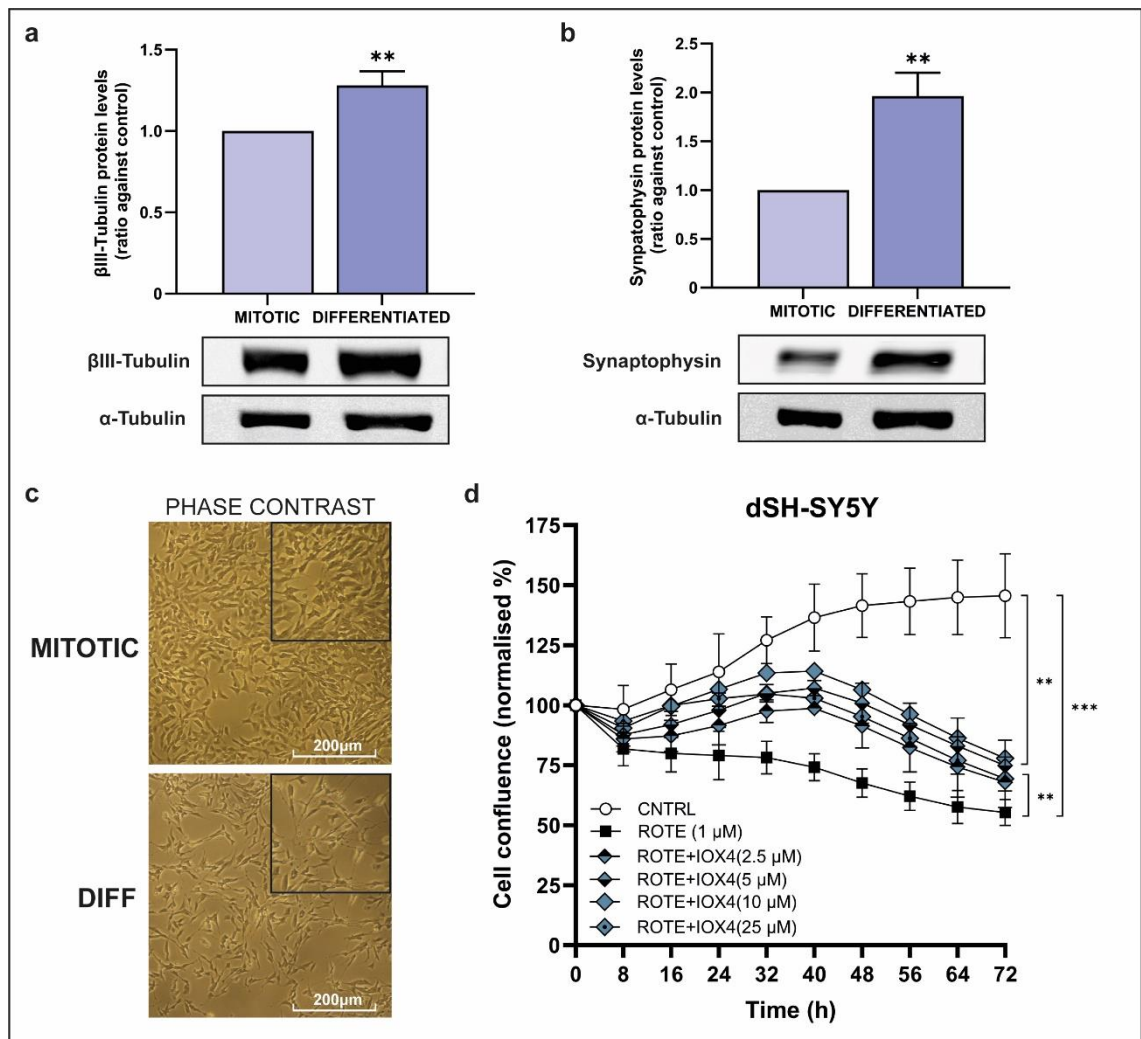 a
βIII-Tubulin protein levels
(ratio against control)
1.5
1.0
0.5
0
**
MITOTIC DIFFERENTIATED
βIII-Tubulin
α-Tubulin
b
Synpatophysin protein levels
(ratio against control)
2.5
2.0
1.5
1.0
0.5
0
**
MITOTIC DIFFERENTIATED
Synaptophysin
α-Tubulin
c
PHASE CONTRAST
MITOTIC
200µm
DIFF
200µm
d
dSH-SY5Y
Cell confluence (normalised %)
175
150
125
100
75
50
25
0
**
***
**
CNTRL
ROTE (1 µM)
ROTE+IOX4(2.5 µM)
ROTE+IOX4(5 µM)
ROTE+IOX4(10 µM)
ROTE+IOX4(25 µM)
0 8 16 24 32 40 48 56 64 72
Time (h)